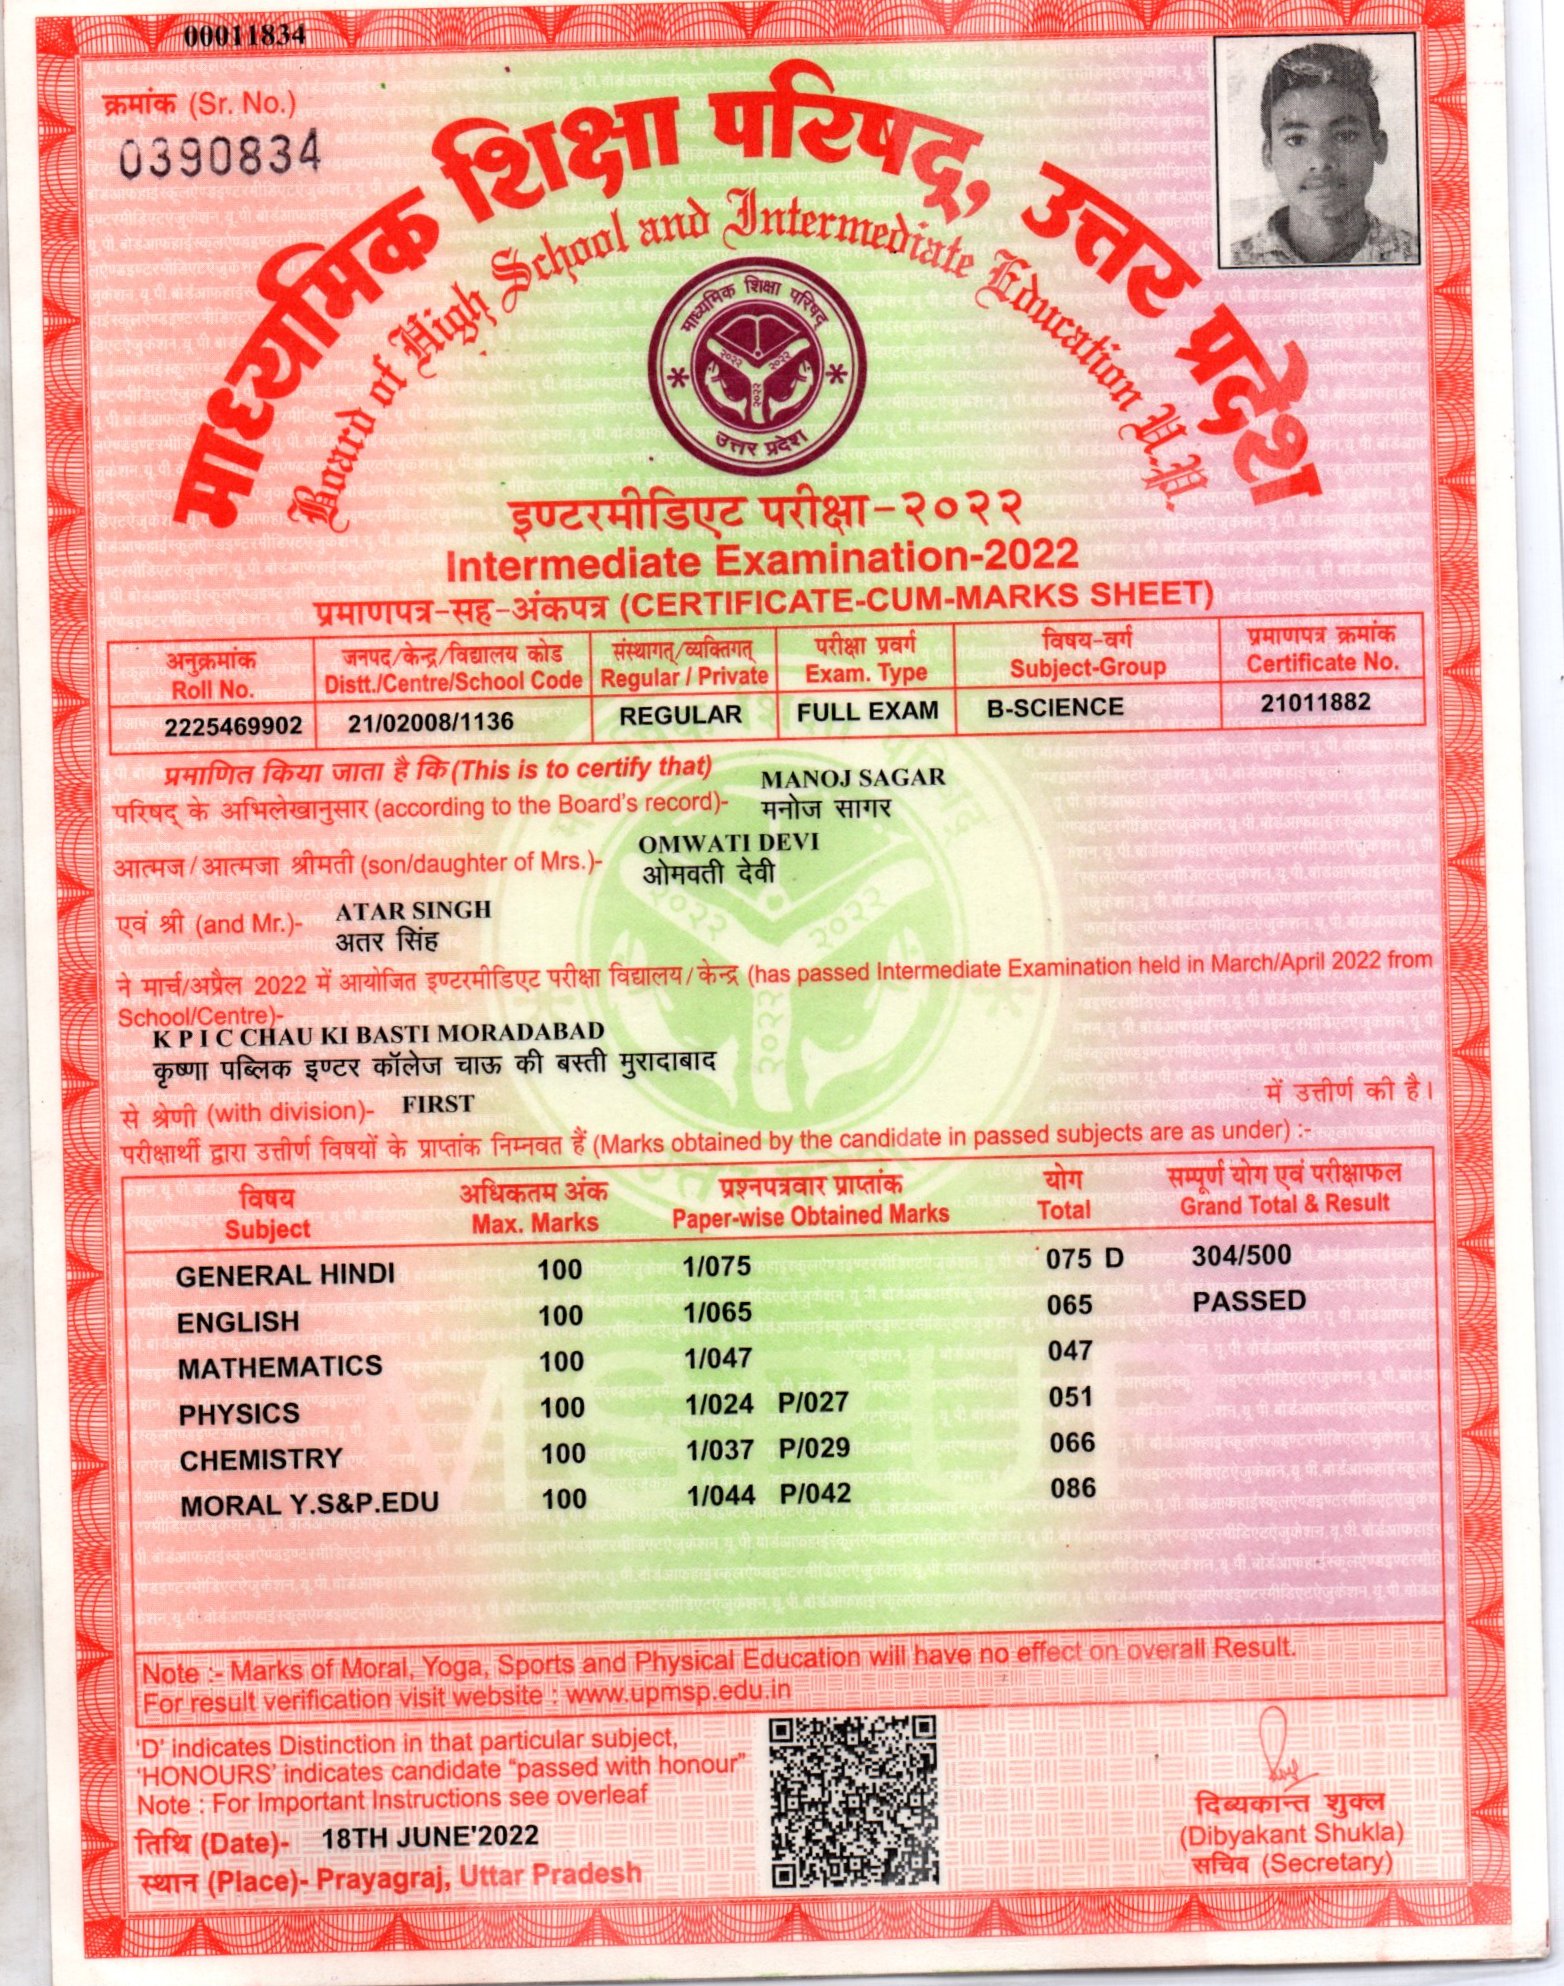 00011834
क्रमांक (Sr. No.)
0390834
माध्यमिक शिक्षा परिषद्, उत्तर प्रदेश
Board of High School and Intermediate Education U.P.
माध्यमिक शिक्षा परिषद्
२०२२ २०२२
२०२२
उत्तर प्रदेश
इण्टरमीडिएट परीक्षा-२०२२
Intermediate Examination-2022
प्रमाणपत्र-सह-अंकपत्र (CERTIFICATE-CUM-MARKS SHEET)
अनुक्रमांक जनपद/केन्द्र/विद्यालय कोड संस्थागत्/व्यक्तिगत् परीक्षा प्रवर्ग विषय-वर्ग प्रमाणपत्र क्रमांक
Roll No. Distt./Centre/School Code Regular / Private Exam. Type Subject-Group Certificate No.
2225469902 21/02008/1136 REGULAR FULL EXAM B-SCIENCE 21011882
प्रमाणित किया जाता है कि (This is to certify that) MANOJ SAGAR
परिषद् के अभिलेखानुसार (according to the Board's record)- मनोज सागर
OMWATI DEVI
आत्मज/आत्मजा श्रीमती (son/daughter of Mrs.)- ओमवती देवी
ATAR SINGH
एवं श्री (and Mr.)- अतर सिंह
ने मार्च/अप्रैल 2022 में आयोजित इण्टरमीडिएट परीक्षा विद्यालय/केन्द्र (has passed Intermediate Examination held in March/April 2022 from
School/Centre)-
K P I C CHAU KI BASTI MORADABAD
कृष्णा पब्लिक इण्टर कॉलेज चाऊ की बस्ती मुरादाबाद
से श्रेणी (with division)- FIRST में उत्तीर्ण की है।
परीक्षार्थी द्वारा उत्तीर्ण विषयों के प्राप्तांक निम्नवत हैं (Marks obtained by the candidate in passed subjects are as under) :-
विषय अधिकतम अंक प्रश्नपत्रवार प्राप्तांक योग सम्पूर्ण योग एवं परीक्षाफल
Subject Max. Marks Paper-wise Obtained Marks Total Grand Total & Result
GENERAL HINDI 100 1/075 075 D 304/500
ENGLISH 100 1/065 065 PASSED
MATHEMATICS 100 1/047 047
PHYSICS 100 1/024 P/027 051
CHEMISTRY 100 1/037 P/029 066
MORAL Y.S&P.EDU 100 1/044 P/042 086
Note :- Marks of Moral, Yoga, Sports and Physical Education will have no effect on overall Result.
For result verification visit website : www.upmsp.edu.in
'D' indicates Distinction in that particular subject,
'HONOURS' indicates candidate "passed with honour"
Note : For Important Instructions see overleaf
तिथि (Date)- 18TH JUNE'2022
स्थान (Place)- Prayagraj, Uttar Pradesh
दिब्यकान्त शुक्ल
(Dibyakant Shukla)
सचिव (Secretary)